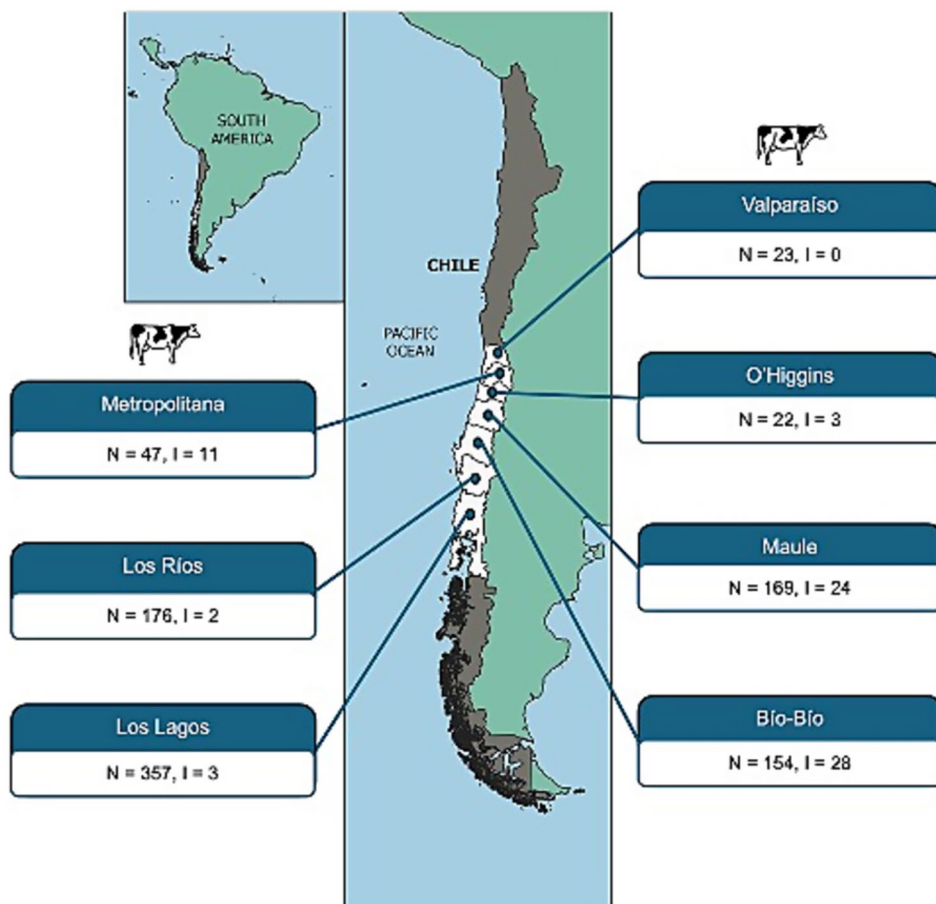 SOUTH
AMERICA
CHILE
PACIFIC
OCEAN
Valparaíso
N = 23, I = 0
O'Higgins
N = 22, I = 3
Maule
N = 169, I = 24
Bío-Bío
N = 154, I = 28
Metropolitana
N = 47, I = 11
Los Ríos
N = 176, I = 2
Los Lagos
N = 357, I = 3